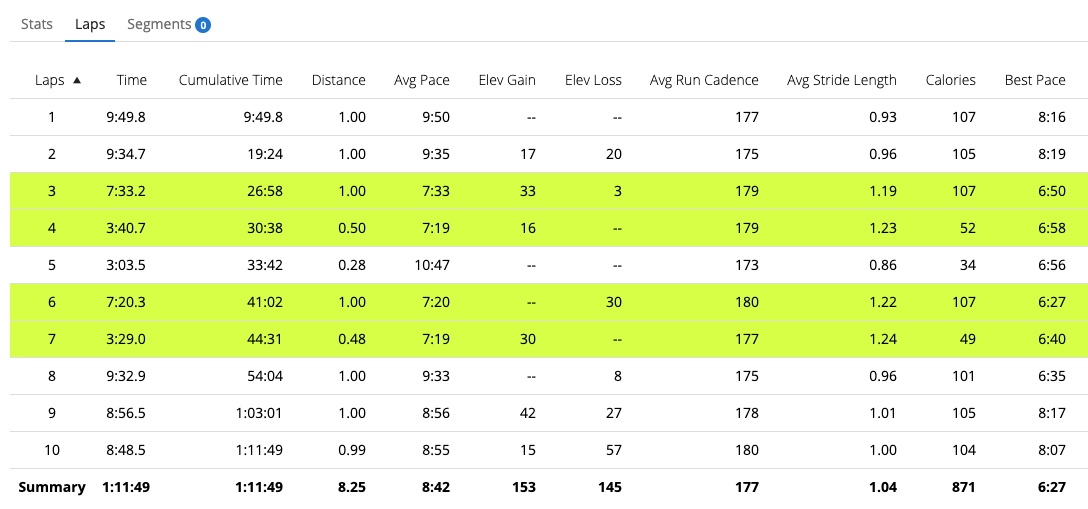 Stats Laps Segments 0
Laps ▲ Time Cumulative Time Distance Avg Pace Elev Gain Elev Loss Avg Run Cadence Avg Stride Length Calories Best Pace
1 9:49.8 9:49.8 1.00 9:50 -- -- 177 0.93 107 8:16
2 9:34.7 19:24 1.00 9:35 17 20 175 0.96 105 8:19
3 7:33.2 26:58 1.00 7:33 33 3 179 1.19 107 6:50
4 3:40.7 30:38 0.50 7:19 16 -- 179 1.23 52 6:58
5 3:03.5 33:42 0.28 10:47 -- -- 173 0.86 34 6:56
6 7:20.3 41:02 1.00 7:20 -- 30 180 1.22 107 6:27
7 3:29.0 44:31 0.48 7:19 30 -- 177 1.24 49 6:40
8 9:32.9 54:04 1.00 9:33 -- 8 175 0.96 101 6:35
9 8:56.5 1:03:01 1.00 8:56 42 27 178 1.01 105 8:17
10 8:48.5 1:11:49 0.99 8:55 15 57 180 1.00 104 8:07
Summary 1:11:49 1:11:49 8.25 8:42 153 145 177 1.04 871 6:27